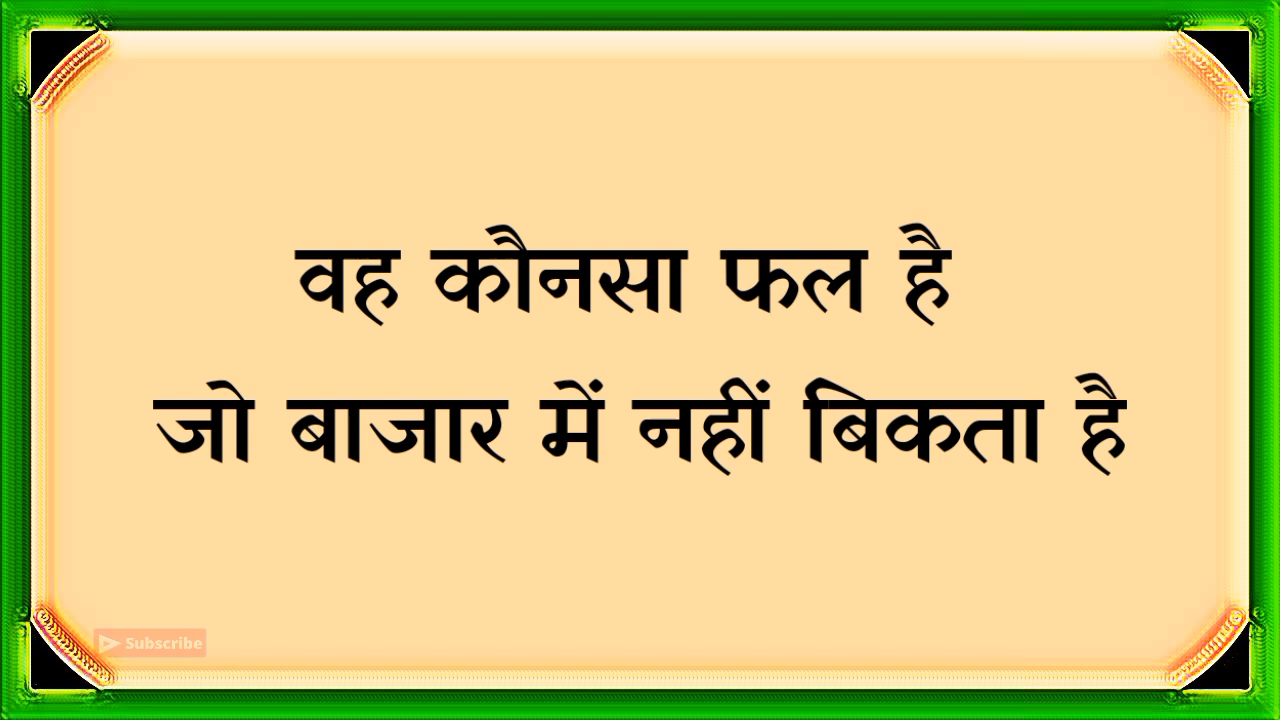 वह कौनसा फल है
जो बाजार में नहीं बिकता है
Subscribe